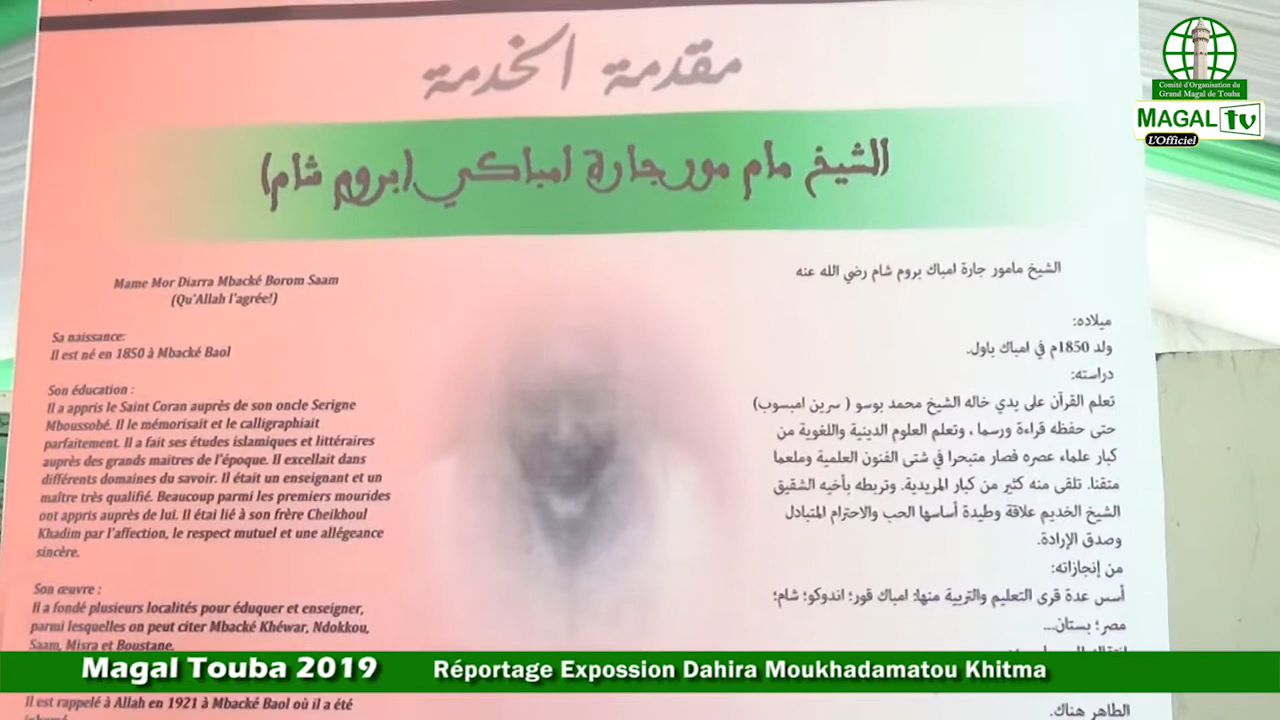 مقدمة الخدمة
الشيخ مام مور جارة امباكي (بروم شام)
Mame Mor Diarra Mbacké Borom Saam
(Qu'Allah l'agrée!)
Sa naissance:
Il est né en 1850 à Mbacké Baol
Son éducation :
Il a appris le Saint Coran auprès de son oncle Serigne
Mboussobé. Il le mémorisait et le calligraphiait
parfaitement. Il a fait ses études islamiques et littéraires
auprès des grands maitres de l'époque. Il excellait dans
différents domaines du savoir. Il était un enseignant et un
maître très qualifié. Beaucoup parmi les premiers mourides
ont appris auprès de lui. Il étai lié à son frère Cheikhoul
Khadim par l'affection, le respect mutuel et une allégeance
sincère.
Son œuvre :
Il a fondé plusieurs localités pour éduquer et enseigner,
parmi lesquelles on peut citer Mbacké Khéwar, Ndokkou,
Saam, Misra et Boustane.
Il est rappelé à Allah en 1921 à Mbacké Baol où il a été
الشيخ مامور جارة امباك بروم شام رضي الله عنه
ميلاده:
ولد 1850م في امباك باول.
دراسته:
تعلم القرآن على يدي خاله الشيخ محمد بوسو ( سرين امبسوب)
حتى حفظه قراءة ورسما ، وتعلم العلوم الدينية واللغوية من
كبار علماء عصره فصار متبحرا في شتى الفنون العلمية وملعما
متقنا. تلقى منه كثير من كبار المريدية. وتربطه بأخيه الشقيق
الشيخ الخديم علاقة وطيدة أساسها الحب والاحترام المتبادل
وصدق الإرادة.
من إنجازاته:
أسس عدة قرى التعليم والتربية منها: امباك قور؛ اندوكو؛ شام؛
مصر؛ بستان...
الطاهر هناك.
Comité d'Organisation du
Grand Magal de Touba
MAGAL tv
L'Officiel
Magal Touba 2019
Réportage Expossion Dahira Moukhadamatou Khitma